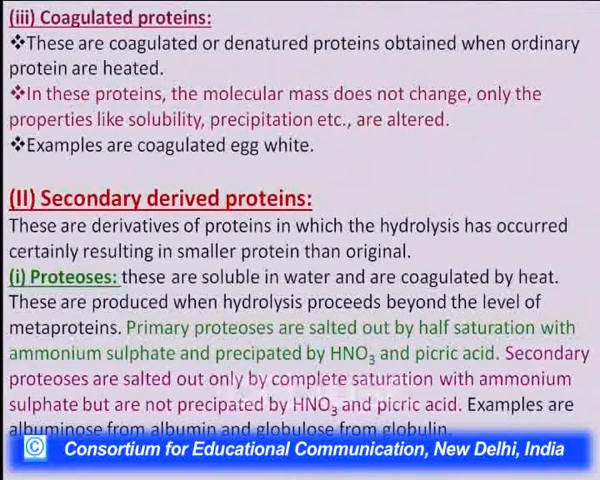 (iii) Coagulated proteins:
❖These are coagulated or denatured proteins obtained when ordinary
protein are heated.
❖In these proteins, the molecular mass does not change, only the
properties like solubility, precipitation etc., are altered.
❖Examples are coagulated egg white.
(II) Secondary derived proteins:
These are derivatives of proteins in which the hydrolysis has occurred
certainly resulting in smaller protein than original.
(i) Proteoses: these are soluble in water and are coagulated by heat.
These are produced when hydrolysis proceeds beyond the level of
metaproteins. Primary proteoses are salted out by half saturation with
ammonium sulphate and precipated by HNO₃ and picric acid. Secondary
proteoses are salted out only by complete saturation with ammonium
sulphate but are not precipated by HNO₃ and picric acid. Examples are
albuminose from albumin and globulose from globulin.
© Consortium for Educational Communication, New Delhi, India